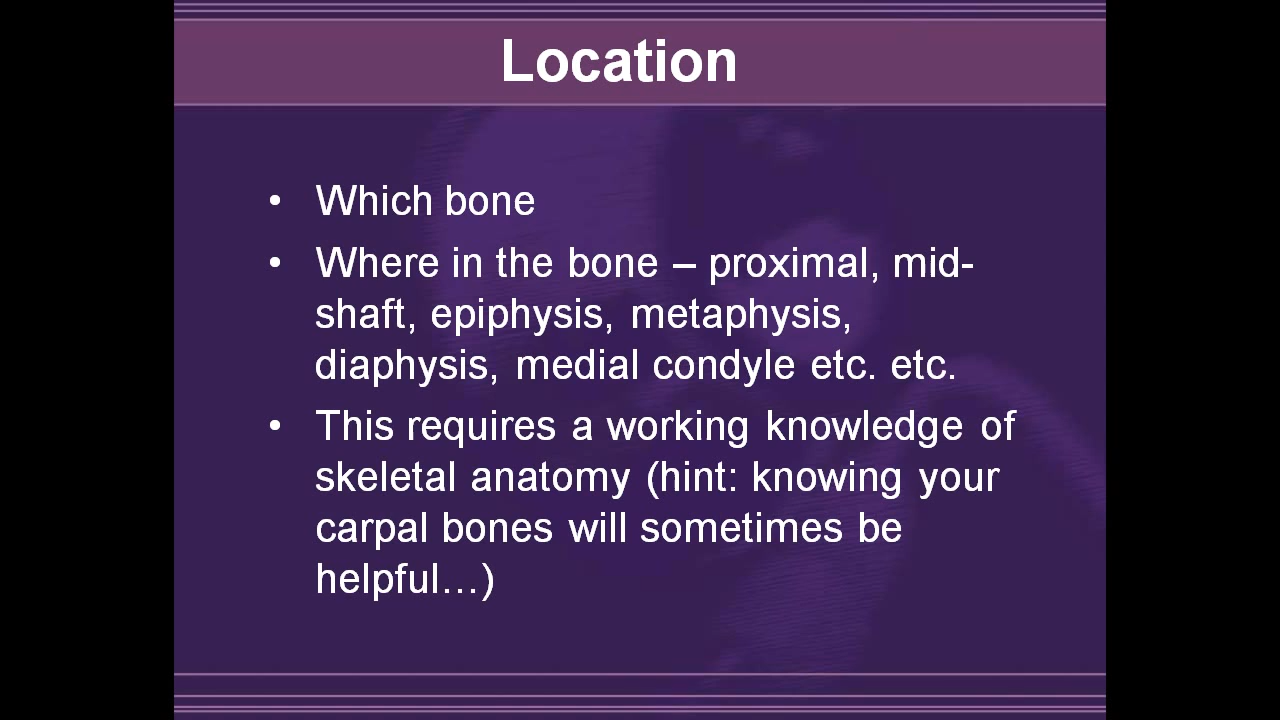 Location
• Which bone
• Where in the bone – proximal, mid-
shaft, epiphysis, metaphysis,
diaphysis, medial condyle etc. etc.
• This requires a working knowledge of
skeletal anatomy (hint: knowing your
carpal bones will sometimes be
helpful…)